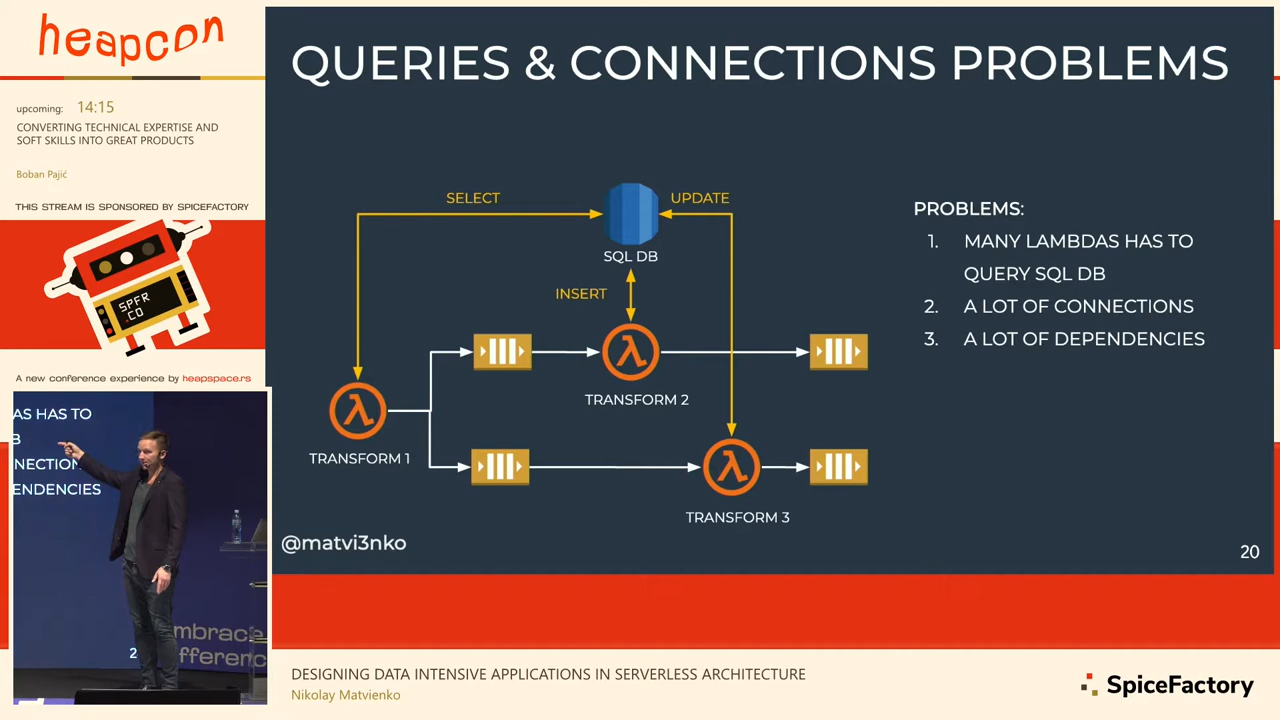 heapcon
upcoming: 14:15
CONVERTING TECHNICAL EXPERTISE AND
SOFT SKILLS INTO GREAT PRODUCTS
Boban Pajić
THIS STREAM IS SPONSORED BY SPICEFACTORY
SPFR
.CO
A new conference experience by heapspace.rs
AS HAS TO
B
NECTION
ENDENCIES
2
mbrace
fferenc
QUERIES & CONNECTIONS PROBLEMS
SELECT
UPDATE
SQL DB
INSERT
TRANSFORM 2
TRANSFORM 1
TRANSFORM 3
PROBLEMS:
1. MANY LAMBDAS HAS TO
QUERY SQL DB
2. A LOT OF CONNECTIONS
3. A LOT OF DEPENDENCIES
@matvi3nko
20
DESIGNING DATA INTENSIVE APPLICATIONS IN SERVERLESS ARCHITECTURE
Nikolay Matvienko
SpiceFactory